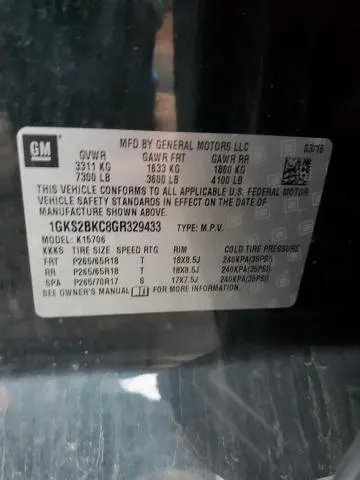 GM
MFD BY GENERAL MOTORS LLC 03/16
GVWR GAWR FRT GAWR RR
3311 KG 1633 KG 1860 KG
7300 LB 3600 LB 4100 LB
THIS VEHICLE CONFORMS TO ALL APPLICABLE U.S. FEDERAL MOTOR
VEHICLE SAFETY STANDARDS IN EFFECT ON THE DATE OF
MANUFACTURE SHOWN ABOVE.
1GKS2BKC8GR329433 TYPE: M.P.V.
MODEL: K15706
KKKS TIRE SIZE SPEED RTG RIM COLD TIRE PRESSURE
FRT P265/65R18 T 18X8.5J 240KPA(35PSI)
RR P265/65R18 T 18X8.5J 240KPA(35PSI)
SPA P265/70R17 S 17X7.5J 240KPA(35PSI)
SEE OWNER'S MANUAL FOR MORE INFORMATION.